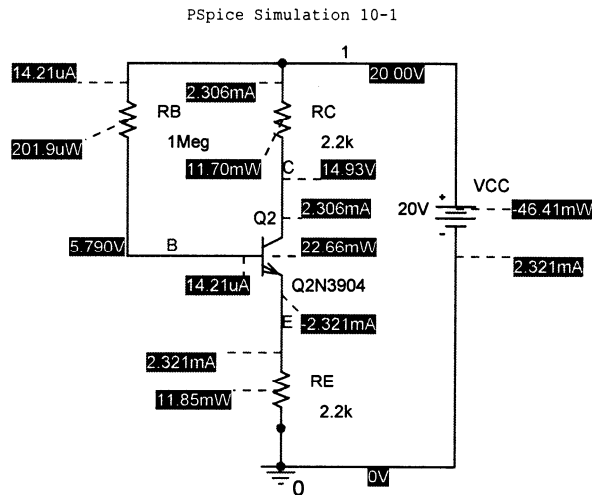 PSpice Simulation 10-1
1
14.21uA
20.00V
2.306mA
RB
RC
1Meg
2.2k
201.9uW
11.70mW
C
14.93V
VCC
+
20V
-46.41mW
-
Q2
2.306mA
5.790V
B
22.66mW
2.321mA
14.21uA
Q2N3904
E
-2.321mA
2.321mA
RE
11.85mW
2.2k
0V
0